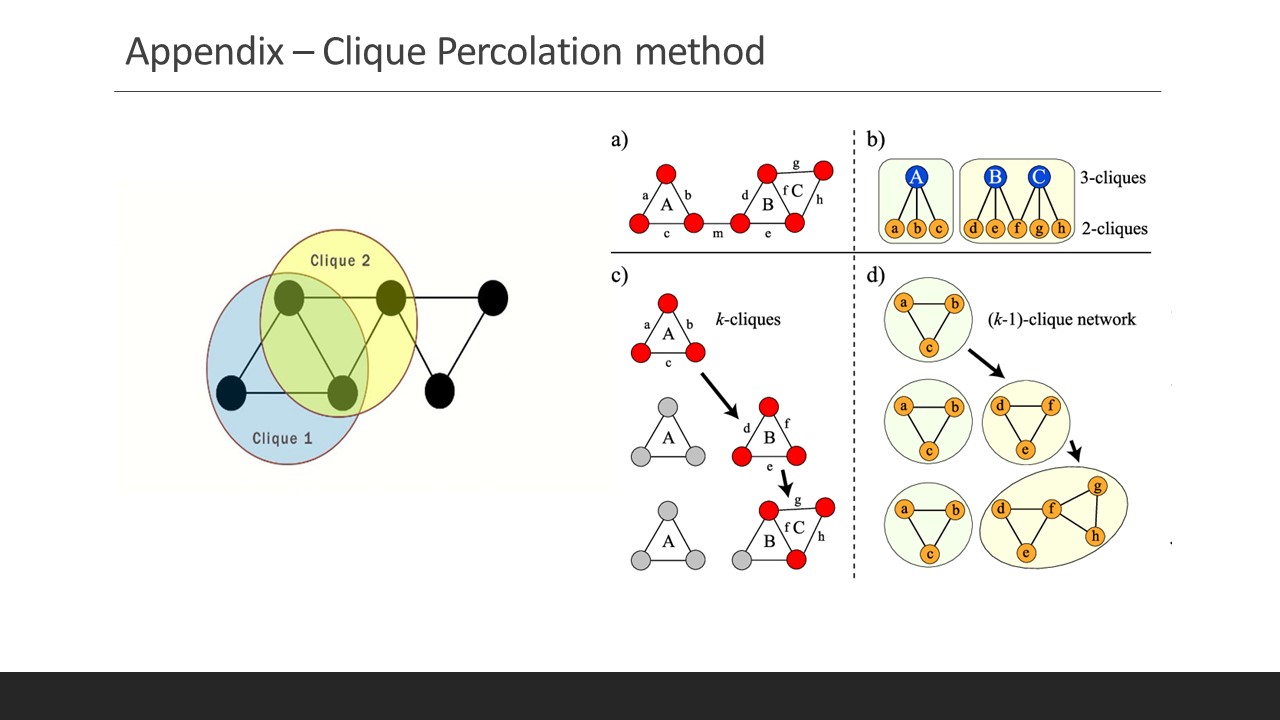 Appendix – Clique Percolation method
Clique 2
Clique 1
a)
a
b
A
c
m
d
B
e
f
C
g
h
b)
A
B
C
3-cliques
a b c d e f g h
2-cliques
c)
k-cliques
a
b
A
c
A
d
f
B
e
A
B
g
f
C
h
d)
(k-1)-clique network
a
b
c
a
b
c
d
f
e
a
b
c
d
f
e
g
h